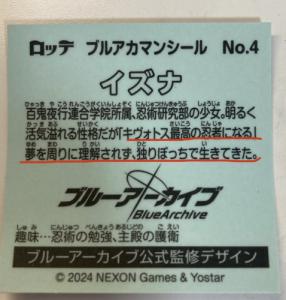 ロッテ ブルアカマンシール No.4
イズナ
百鬼夜行連合学院所属、忍術研究部の少女。明るく
活気溢れる性格だが「キヴォトス最高の忍者になる」
夢を周りに理解されず、独りぼっちで生きてきた。
ブルーアーカイブ
BlueArchive
趣味…忍術の勉強、主殿の護衛
ブルーアーカイブ公式監修デザイン
© 2024 NEXON Games & Yostar